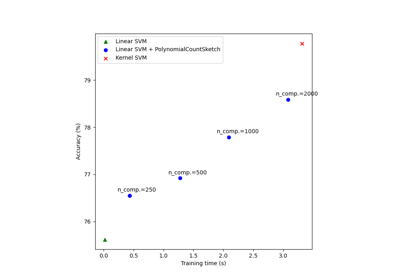 Linear SVM
Linear SVM + PolynomialCountSketch
Kernel SVM
n_comp.=2000
n_comp.=1000
n_comp.=500
n_comp.=250
79
78
77
76
Accuracy (%)
0.0 0.5 1.0 1.5 2.0 2.5 3.0
Training time (s)